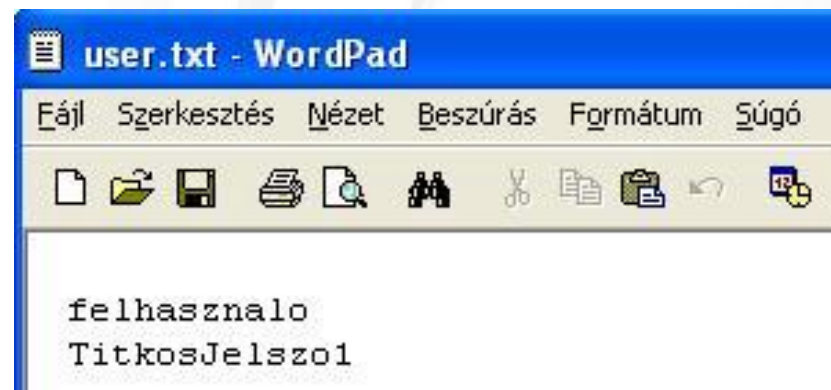 user.txt - WordPad
Fájl Szerkesztés Nézet Beszúrás Formátum Súgó
felhasznalo
TitkosJelszo1